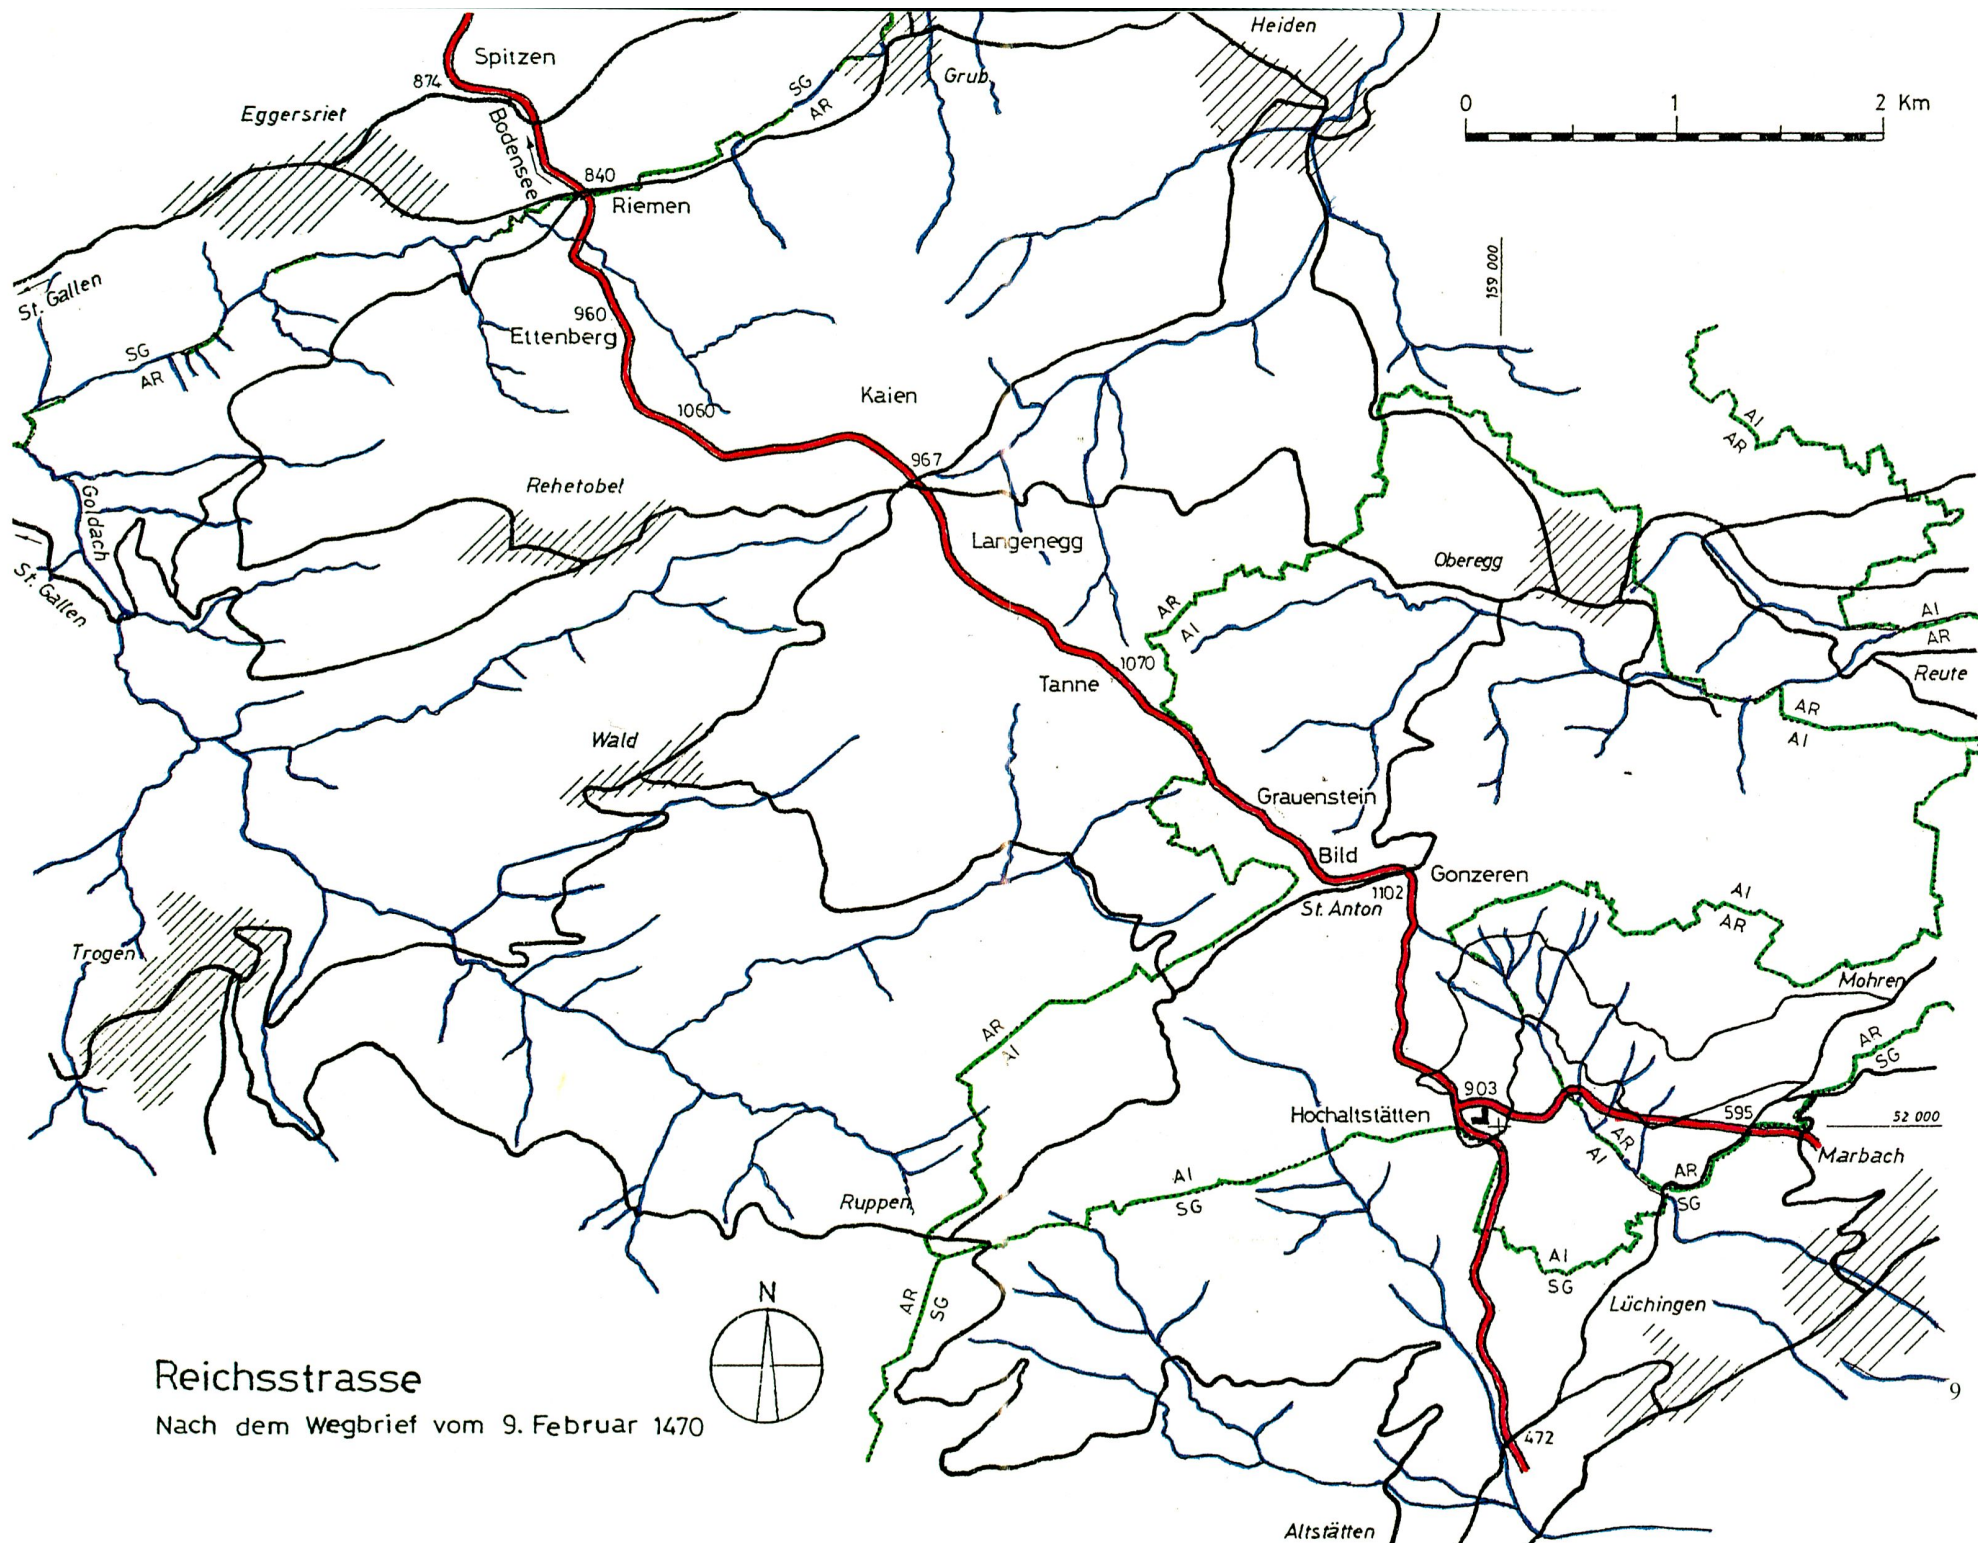 Heiden
Spitzen
874
Grub
SG
AR
0 1 2 Km
Eggersriet
Bodensee
840
Riemen
159 000
St. Gallen
960
Ettenberg
SG
AR
Kaien
1060
AI
AR
967
Rehetobel
Goldach
Langenegg
Oberegg
St. Gallen
AR
AI
AI
AR
1070
Reute
Tanne
AR
AI
Wald
Grauenstein
Bild
Gonzeren
1102
AI
St. Anton
AR
Trogen
Mohren
AR
AI
AR
SG
903
Hochaltstätten
595
52 000
AR
AI
Marbach
AR
SG
AI
SG
Ruppen
AI
SG
N
AR
SG
Lüchingen
Reichsstrasse
9
Nach dem Wegbrief vom 9. Februar 1470
472
Altstätten